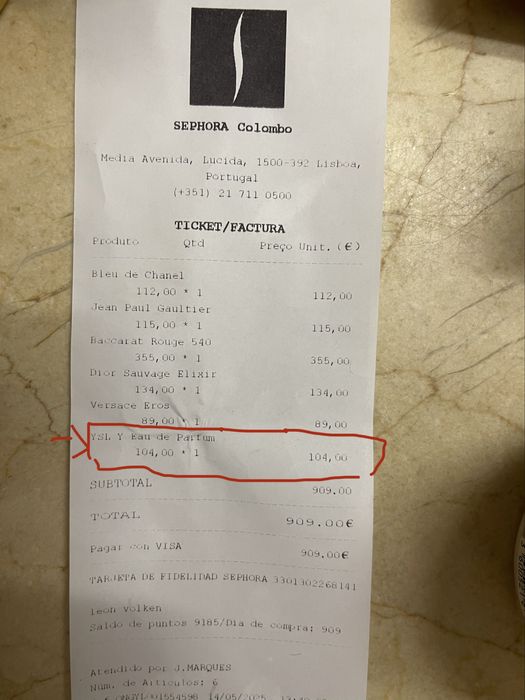 SEPHORA Colombo
Media Avenida, Lucida, 1500-392 Lisboa,
Portugal
(+351) 21 711 0500
TICKET/FACTURA
Produto Qtd Preço Unit. (€)
Bleu de Chanel
112,00 * 1 112,00
Jean Paul Gaultier
115,00 * 1 115,00
Baccarat Rouge 540
355,00 * 1 355,00
Dior Sauvage Elixir
134,00 * 1 134,00
Versace Eros
89,00 * 1 89,00
YSL Y Eau de Parfum
104,00 * 1 104,00
SUBTOTAL 909.00
TOTAL 909.00€
Pagar con VISA 909.00€
TARJETA DE FIDELIDAD SEPHORA 3301302268141
Leon Volken
Saldo de puntos 9185/Dia de compra: 909
Atendido por J.MARQUES
Num. de Articulos: 6
14/05/2025